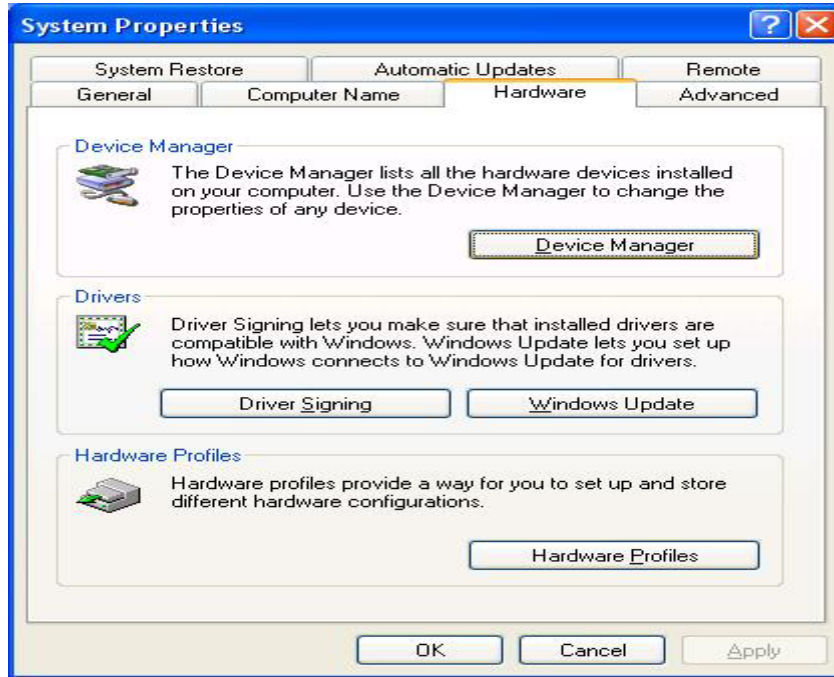 System Properties
System Restore Automatic Updates Remote
General Computer Name Hardware Advanced
Device Manager
The Device Manager lists all the hardware devices installed
on your computer. Use the Device Manager to change the
properties of any device.
Device Manager
Drivers
Driver Signing lets you make sure that installed drivers are
compatible with Windows. Windows Update lets you set up
how Windows connects to Windows Update for drivers.
Driver Signing Windows Update
Hardware Profiles
Hardware profiles provide a way for you to set up and store
different hardware configurations.
Hardware Profiles
OK Cancel Apply